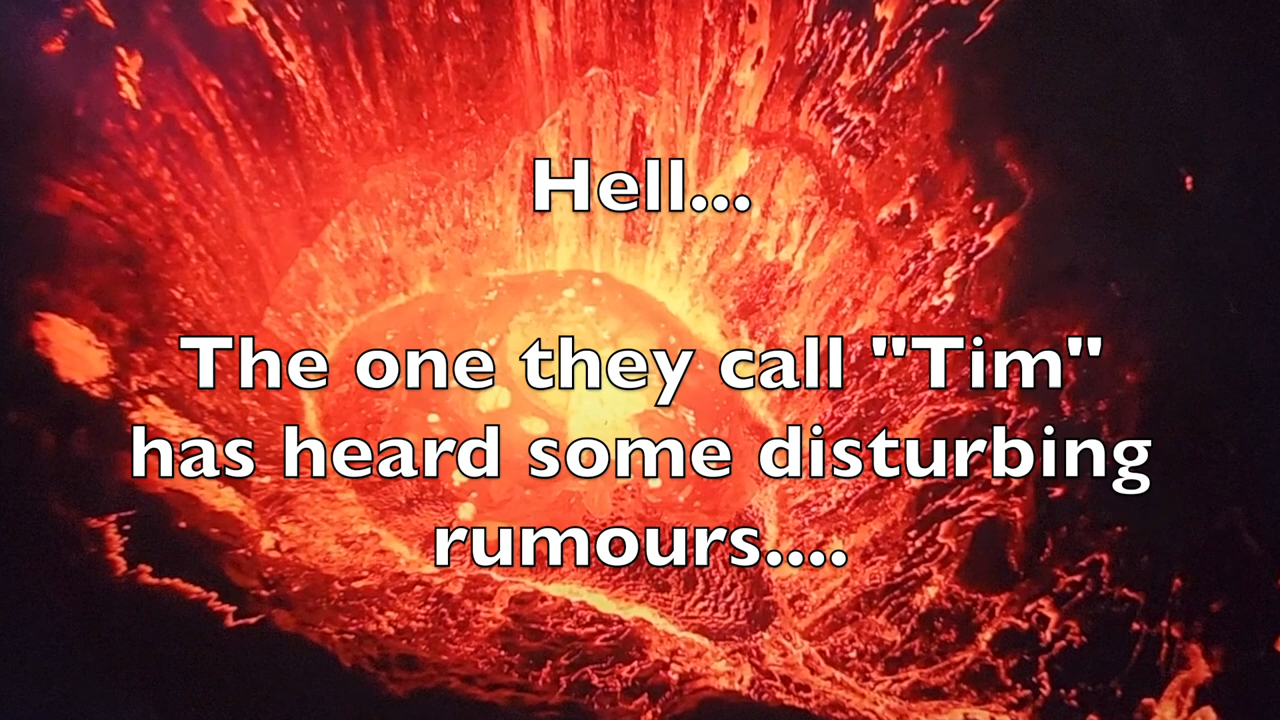 Hell...
The one they call "Tim"
has heard some disturbing
rumours....